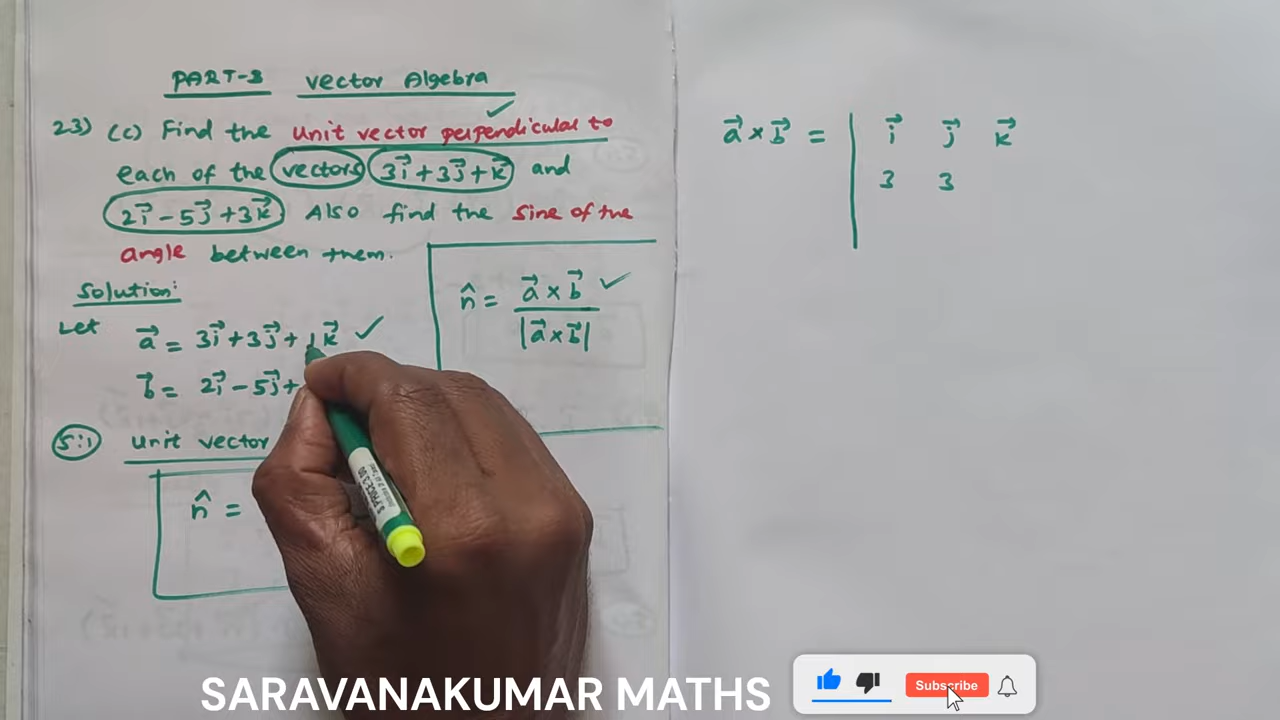 PART-3 Vector Algebra
23) (c) Find the unit vector perpendicular to
each of the vectors 3i⃗+3j⃗+k⃗ and
2i⃗-5j⃗+3k⃗ Also find the sine of the
angle between them.
Solution:
Let
a⃗ = 3i⃗+3j⃗+1k⃗ ✓
b⃗ = 2i⃗-5j⃗+
n̂ = a⃗×b⃗ / |a⃗×b⃗| ✓
S:1 unit vector
n̂ =
a⃗×b⃗ = | i⃗ j⃗ k⃗
3 3
SARAVANAKUMAR MATHS
Subscribe